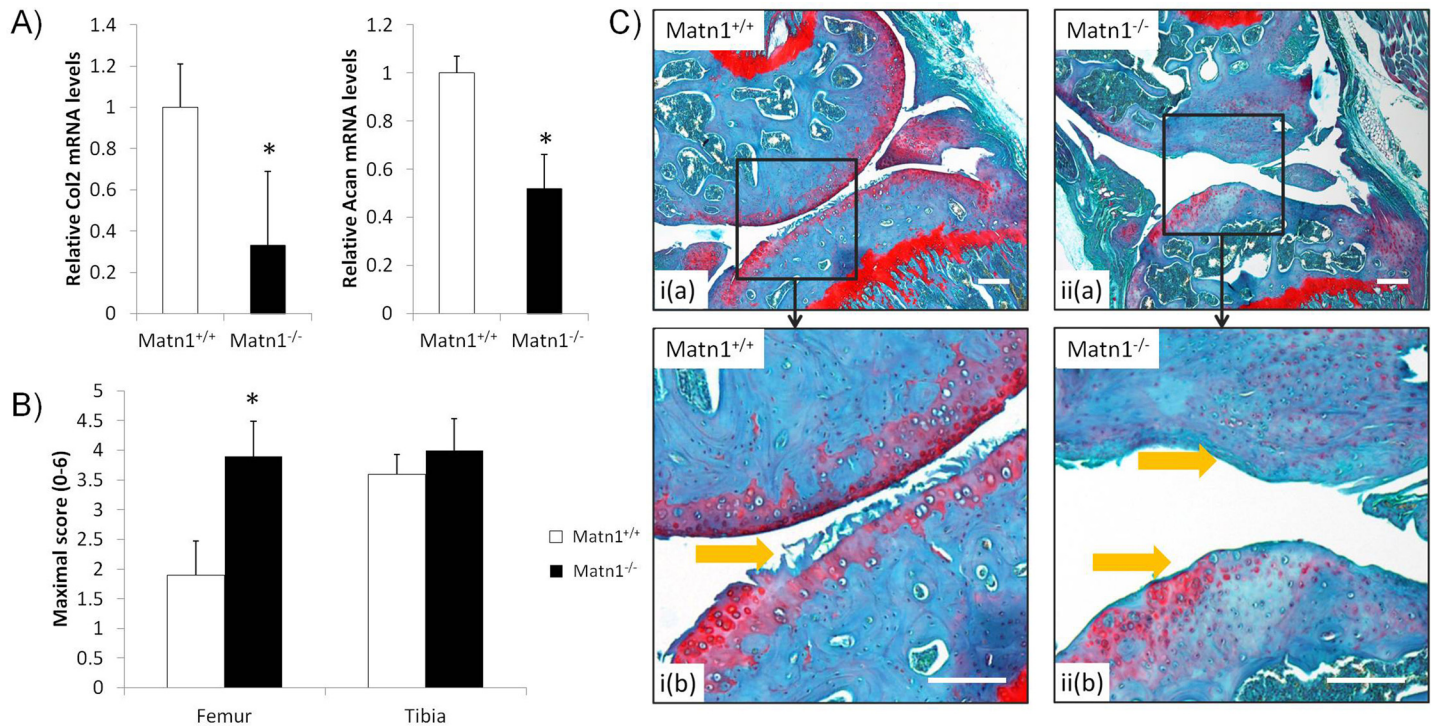 A)
Relative Col2 mRNA levels
1.4
1.2
1
0.8
0.6
0.4
0.2
0
*
Matn1+/+ Matn1-/-
Relative Acan mRNA levels
1.2
1
0.8
0.6
0.4
0.2
0
*
Matn1+/+ Matn1-/-
B)
Maximal score (0-6)
5
4.5
4
3.5
3
2.5
2
1.5
1
0.5
0
*
Femur Tibia
Matn1+/+
Matn1-/-
C)
Matn1+/+
i(a)
Matn1-/-
ii(a)
Matn1+/+
i(b)
Matn1-/-
ii(b)